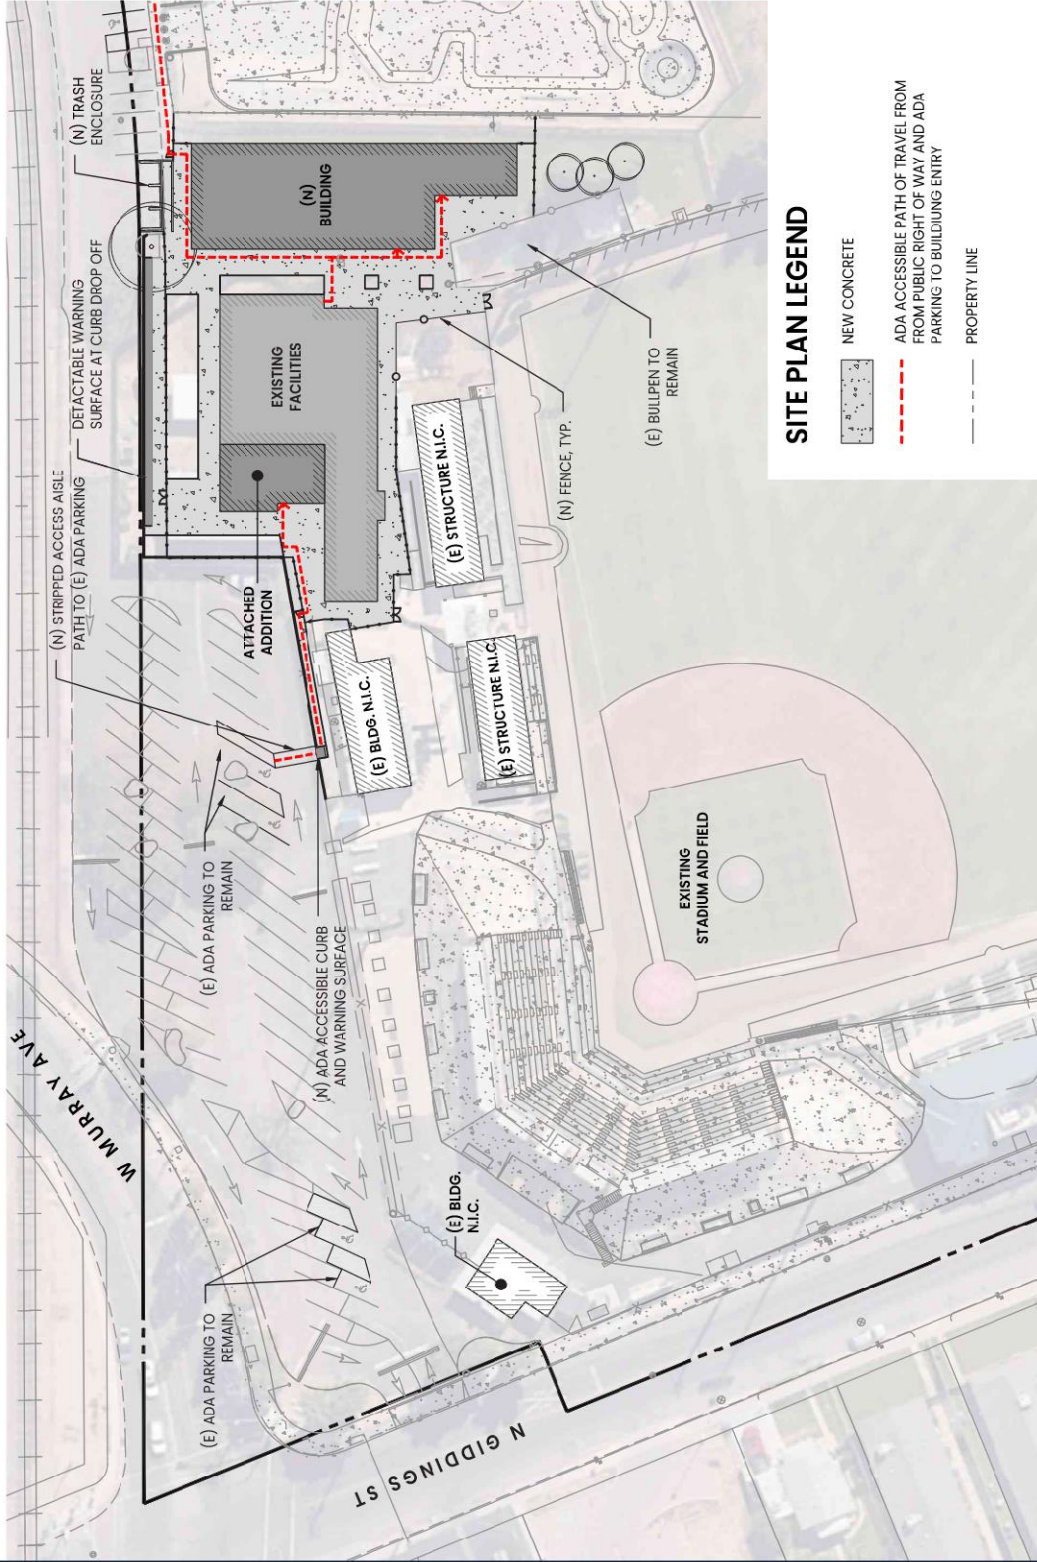 (N) STRIPPED ACCESS AISLE
PATH TO (E) ADA PARKING
DETACTABLE WARNING
SURFACE AT CURB DROP OFF
(N) TRASH
ENCLOSURE
W MURRAY AVE
(E) ADA PARKING TO
REMAIN
(E) ADA PARKING TO
REMAIN
(N) ADA ACCESSIBLE CURB
AND WARNING SURFACE
ATTACHED
ADDITION
EXISTING
FACILITIES
(N)
BUILDING
(E) BLDG. N.I.C.
(E) STRUCTURE N.I.C.
(E) STRUCTURE N.I.C.
(E) BLDG.
N.I.C.
(N) FENCE, TYP.
(E) BULLPEN TO
REMAIN
N GIDDINGS ST
EXISTING
STADIUM AND FIELD
SITE PLAN LEGEND
NEW CONCRETE
ADA ACCESSIBLE PATH OF TRAVEL FROM
FROM PUBLIC RIGHT OF WAY AND ADA
PARKING TO BUILDIUNG ENTRY
PROPERTY LINE